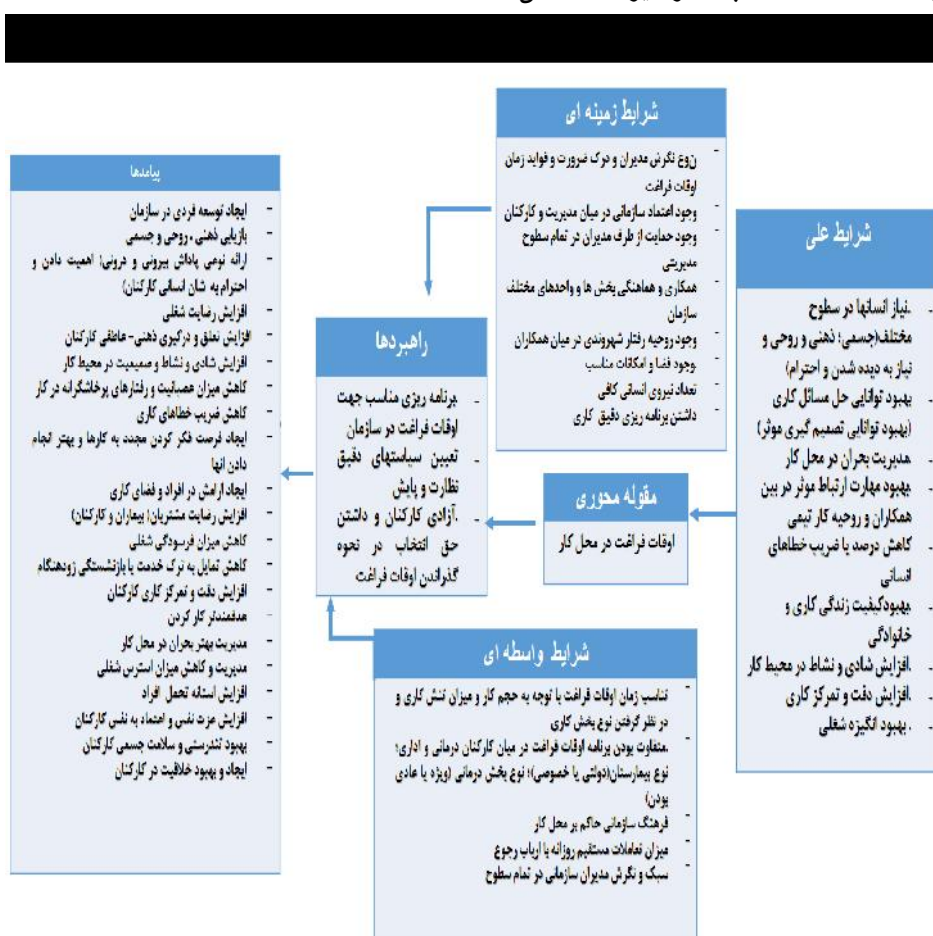 شرایط علی
- .نیاز انسانها در سطوح
مختلف(جسمی؛ ذهنی و روحی و
نیاز به دیده شدن و احترام)
- بهبود توانایی حل مسائل کاری
(بهبود توانایی تصمیم گیری موثر)
- .مدیریت بحران در محل کار
- .بهبود مهارت ارتباط موثر در بین
همکاران و روحیه کار تیمی
- کاهش درصد یا ضریب خطاهای
انسانی
- .بهبودکیفیت زندگی کاری و
خانوادگی
- .افزایش شادی و نشاط در محیط کار
- .افزایش دقت و تمرکز کاری
- . بهبود انگیزه شغلی
شرایط زمینه ای
- نوع نگرش مدیران و درک ضرورت و فواید زمان
اوقات فراغت
- وجود اعتماد سازمانی در میان مدیریت و کارکنان
- وجود حمایت از طرف مدیران در تمام سطوح
مدیریتی
- همکاری و هماهنگی بخش ها و واحدهای مختلف
سازمان
- وجود روحیه رفتار شهروندی در میان همکاران
- .وجود فضا و امکانات مناسب
- تعداد نیروی انسانی کافی
- داشتن برنامه ریزی دقیق کاری
مقوله محوری
اوقات فراغت در محل کار
شرایط واسطه ای
- تناسب زمان اوقات فراغت با توجه به حجم کار و میزان تنش کاری و
در نظر گرفتن نوع بخش کاری
- .متفاوت بودن برنامه اوقات فراغت در میان کارکنان درمانی و اداری؛
نوع بیمارستان(دولتی یا خصوصی)؛ نوع بخش درمانی (ویژه یا عادی
بودن)
- فرهنگ سازمانی حاکم بر محل کار
- میزان تعاملات مستقیم روزانه با ارباب رجوع
- سبک و نگرش مدیران سازمانی در تمام سطوح
راهبردها
- .برنامه ریزی مناسب جهت
اوقات فراغت در سازمان
- تعیین سیاستهای دقیق
نظارت و پایش
- .آزادی کارکنان و داشتن
حق انتخاب در نحوه
گذراندن اوقات فراغت
پیامدها
- ایجاد توسعه فردی در سازمان
- بازیابی ذهنی ، روحی و جسمی
- ارائه نوعی پاداش بیرونی و درونی( اهمیت دادن و
احترام به شان انسانی کارکنان)
- افزایش رضایت شغلی
- افزایش تعلق و درگیری ذهنی- عاطفی کارکنان
- افزایش شادی و نشاط و صمیمیت در محیط کار
- کاهش میزان عصبانیت و رفتارهای پرخاشگرانه در کار
- کاهش ضریب خطاهای کاری
- ایجاد فرصت فکر کردن مجدد به کارها و بهتر انجام
دادن انها
- ایجاد ارامش در افراد و فضای کاری
- افزایش رضایت مشتریان( بیماران و کارکنان)
- کاهش میزان فرسودگی شغلی
- کاهش تمایل به ترک خدمت یا بازنشستگی زودهنگام
- افزایش دقت و تمرکز کاری کارکنان
- هدفمندتر کار کردن
- مدیریت بهتر بحران در محل کار
- مدیریت و کاهش میزان استرس شغلی
- افزایش استانه تحمل افراد
- افزایش عزت نفس و اعتماد به نفس کارکنان
- بهبود تندرستی و سلامت جسمی کارکنان
- ایجاد و بهبود خلاقیت در کارکنان